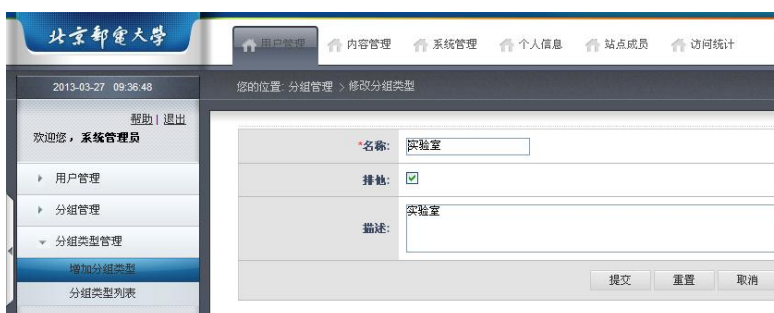 北京邮电大学
用户管理 内容管理 系统管理 个人信息 站点成员 访问统计
2013-03-27 09:36:48
您的位置: 分组管理 > 修改分组类型
帮助 | 退出
欢迎您，系统管理员
*名称: 实验室
用户管理
排他:
分组管理
实验室
描述:
分组类型管理
增加分组类型
提交 重置 取消
分组类型列表